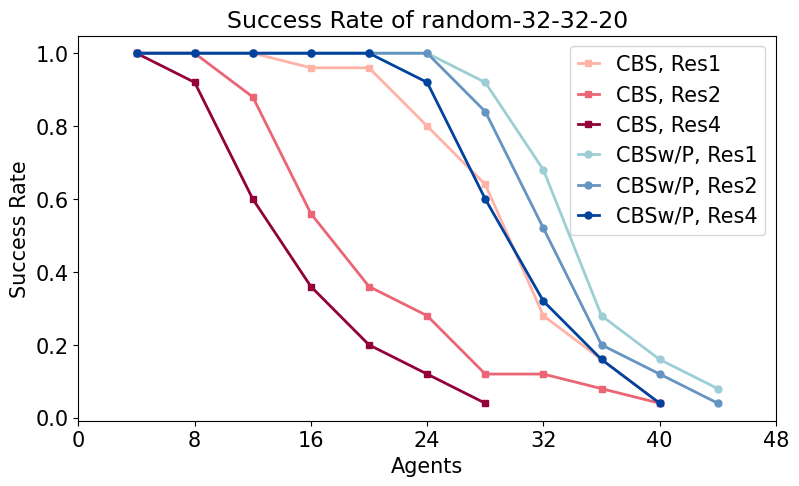 Success Rate of random-32-32-20
Success Rate
1.0
0.8
0.6
0.4
0.2
0.0
CBS, Res1
CBS, Res2
CBS, Res4
CBSw/P, Res1
CBSw/P, Res2
CBSw/P, Res4
0 8 16 24 32 40 48
Agents